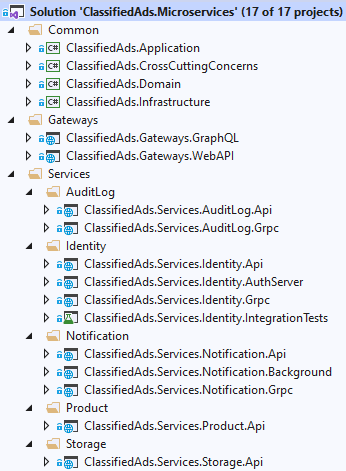 Solution 'ClassifiedAds.Microservices' (17 of 17 projects)
Common
C# ClassifiedAds.Application
C# ClassifiedAds.CrossCuttingConcerns
C# ClassifiedAds.Domain
C# ClassifiedAds.Infrastructure
Gateways
ClassifiedAds.Gateways.GraphQL
ClassifiedAds.Gateways.WebAPI
Services
AuditLog
ClassifiedAds.Services.AuditLog.Api
ClassifiedAds.Services.AuditLog.Grpc
Identity
ClassifiedAds.Services.Identity.Api
ClassifiedAds.Services.Identity.AuthServer
ClassifiedAds.Services.Identity.Grpc
ClassifiedAds.Services.Identity.IntegrationTests
Notification
ClassifiedAds.Services.Notification.Api
ClassifiedAds.Services.Notification.Background
ClassifiedAds.Services.Notification.Grpc
Product
ClassifiedAds.Services.Product.Api
Storage
ClassifiedAds.Services.Storage.Api